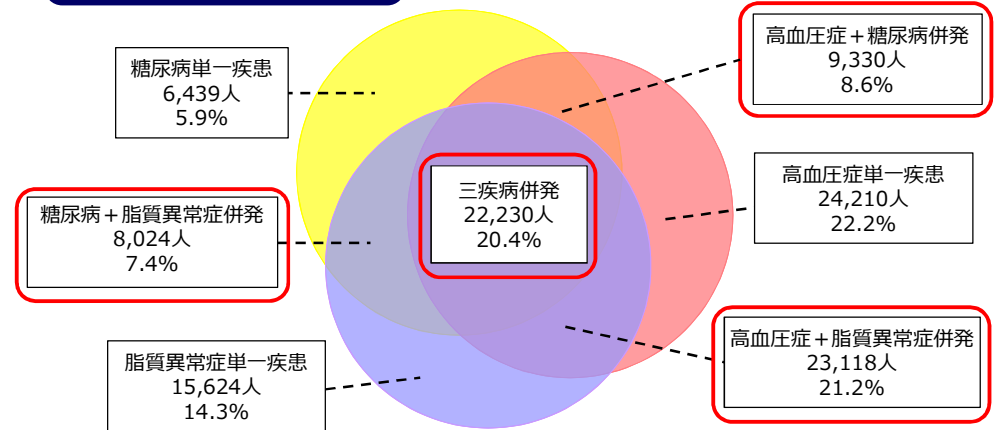 高血圧症＋糖尿病併発
9,330人
8.6%
糖尿病単一疾患
6,439人
5.9%
三疾病併発
22,230人
20.4%
高血圧症単一疾患
24,210人
22.2%
糖尿病＋脂質異常症併発
8,024人
7.4%
高血圧症＋脂質異常症併発
23,118人
21.2%
脂質異常症単一疾患
15,624人
14.3%